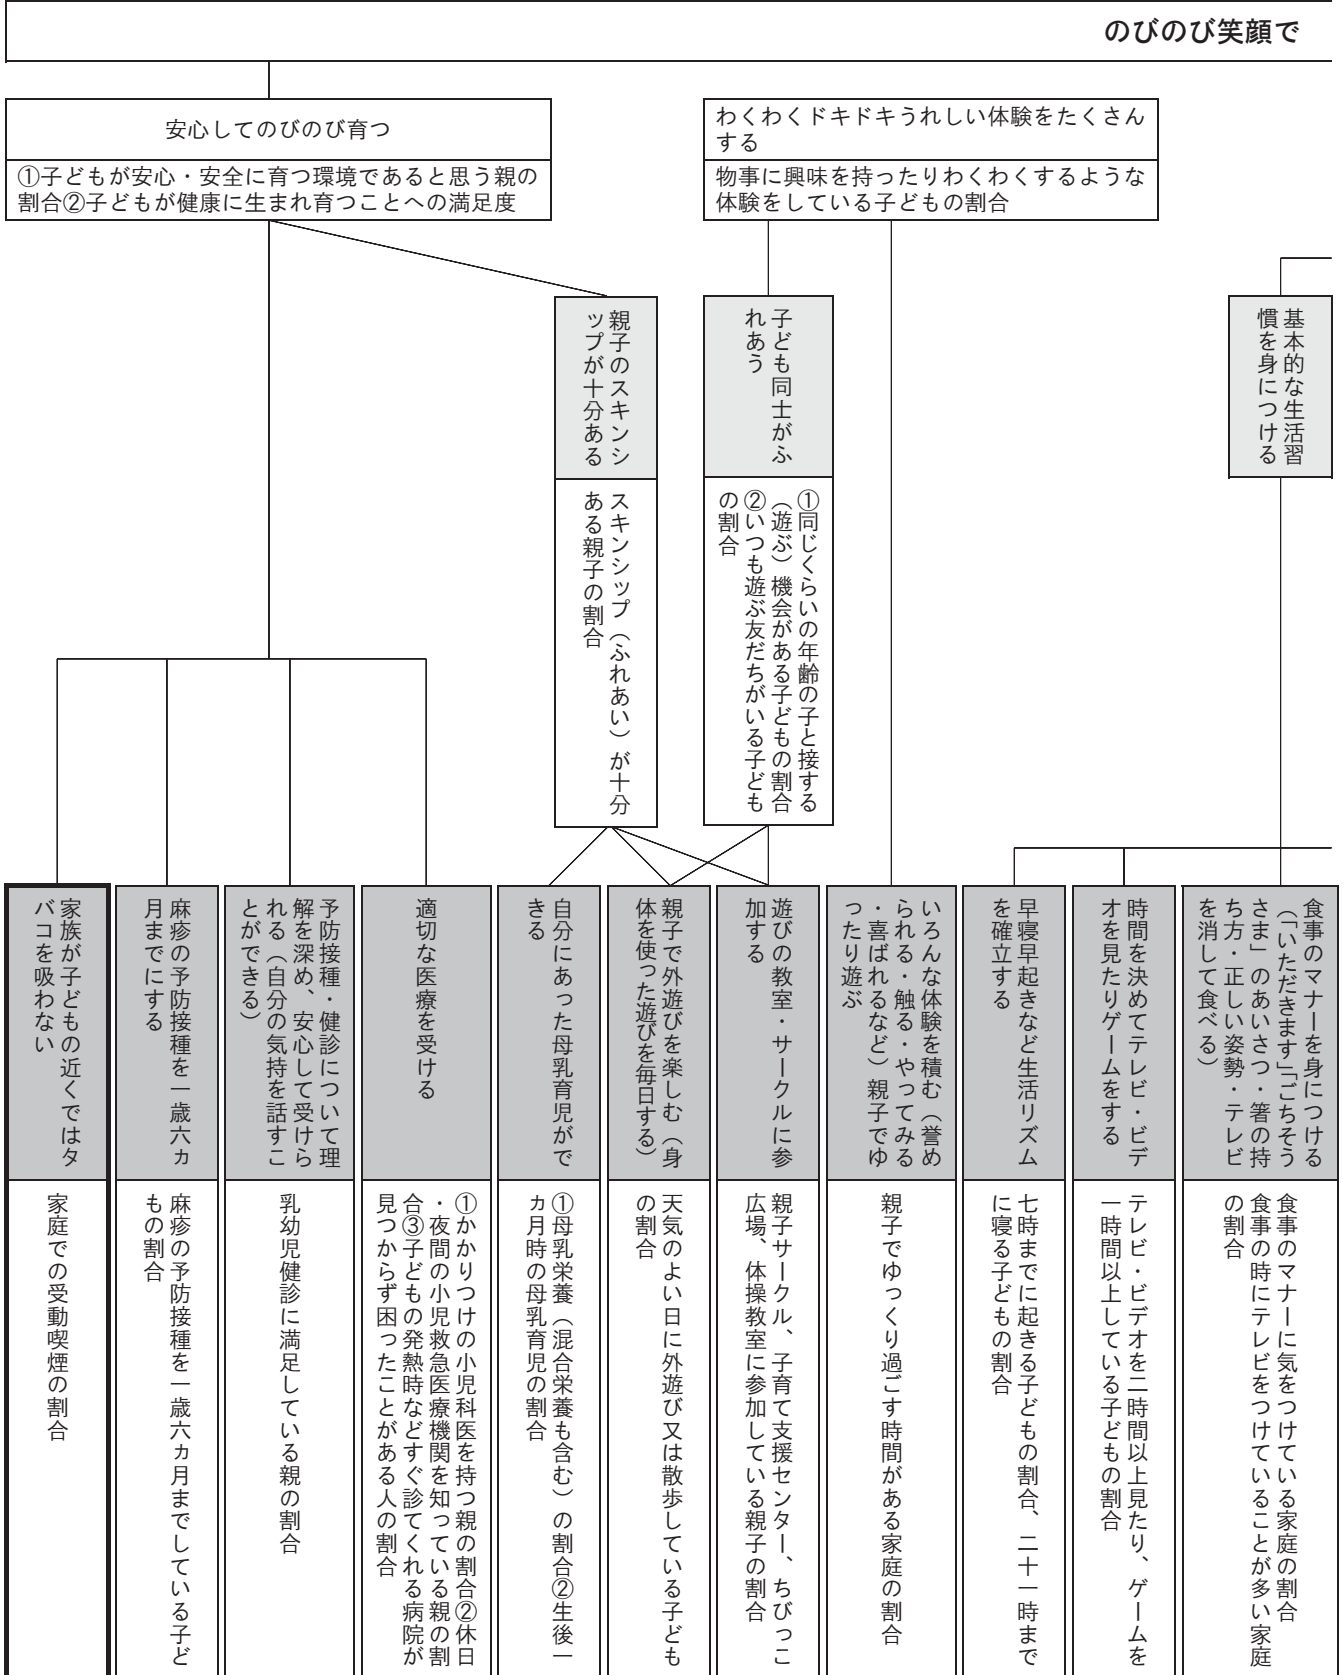 のびのび笑顔で
安心してのびのび育つ
①子どもが安心・安全に育つ環境であると思う親の
割合②子どもが健康に生まれ育つことへの満足度
わくわくドキドキうれしい体験をたくさん
する
物事に興味を持ったりわくわくするような
体験をしている子どもの割合
基本的な生活習
慣を身につける
子ども同士がふ
れあう
①同じくらいの年齢の子と接する
（遊ぶ）機会がある子どもの割合
②いつも遊ぶ友だちがいる子ども
の割合
親子のスキンシ
ップが十分ある
スキンシップ（ふれあい）が十分
ある親子の割合
食事のマナーを身につける
（「いただきます」「ごちそう
さま」のあいさつ・箸の持
ち方・正しい姿勢・テレビ
を消して食べる）
食事のマナーに気をつけている家庭の割合
食事の時にテレビをつけていることが多い家庭
の割合
時間を決めてテレビ・ビデ
オを見たりゲームをする
テレビ・ビデオを二時間以上見たり、ゲームを
一時間以上している子どもの割合
早寝早起きなど生活リズム
を確立する
七時までに起きる子どもの割合、二十一時まで
に寝る子どもの割合
いろんな体験を積む（誉め
られる・触る・やってみる
・喜ばれるなど）親子でゆ
ったり遊ぶ
親子でゆっくり過ごす時間がある家庭の割合
遊びの教室・サークルに参
加する
親子サークル、子育て支援センター、ちびっこ
広場、体操教室に参加している親子の割合
親子で外遊びを楽しむ（身
体を使った遊びを毎日する）
天気のよい日に外遊び又は散歩している子ども
の割合
自分にあった母乳育児がで
きる
①母乳栄養（混合栄養も含む）の割合②生後一
ヵ月時の母乳育児の割合
適切な医療を受ける
①かかりつけの小児科医を持つ親の割合②休日
・夜間の小児救急医療機関を知っている親の割
合③子どもの発熱時などすぐ診てくれる病院が
見つからず困ったことがある人の割合
予防接種・健診について理
解を深め、安心して受けら
れる（自分の気持を話すこ
とができる）
乳幼児健診に満足している親の割合
麻疹の予防接種を一歳六ヵ
月までにする
麻疹の予防接種を一歳六ヵ月までしている子ど
もの割合
家族が子どもの近くではタ
バコを吸わない
家庭での受動喫煙の割合